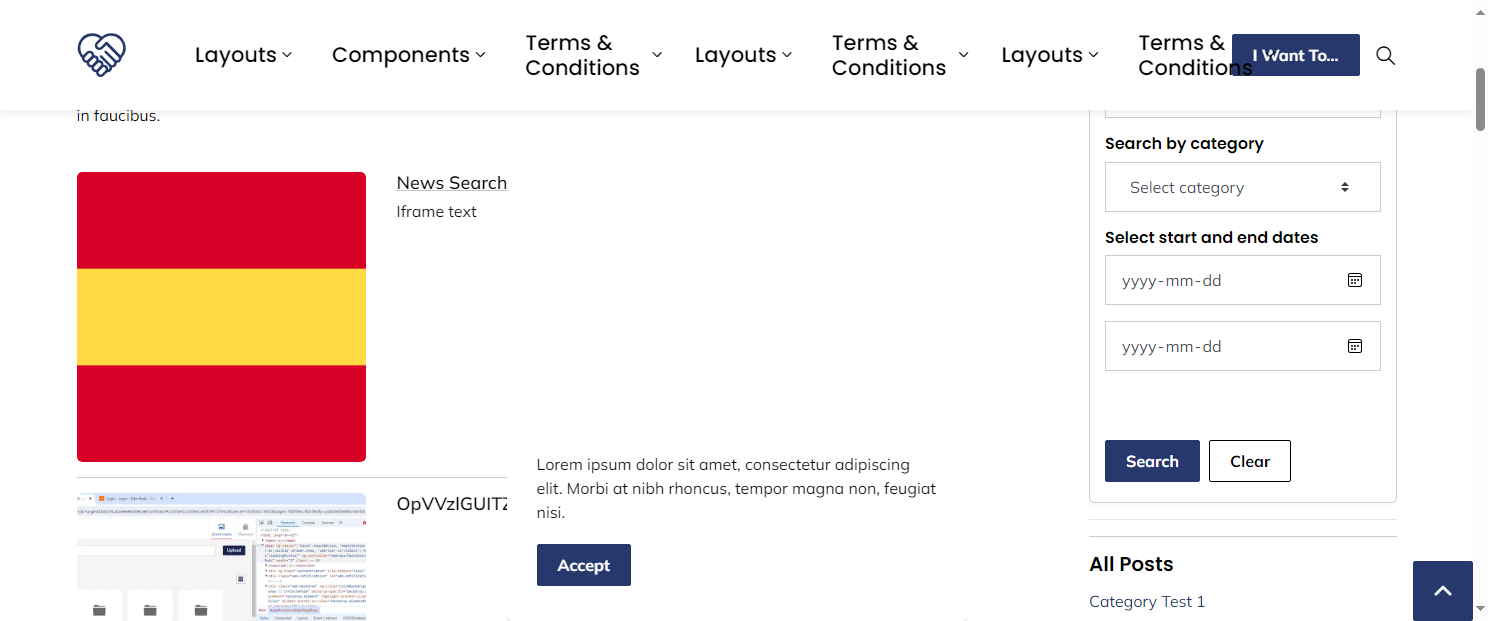 Layouts
Components
Terms & Conditions
Layouts
Terms & Conditions
Layouts
Terms & Conditions
I Want To...
in faucibus.
News Search
Iframe text
OpVVzlGUITZ
Lorem ipsum dolor sit amet, consectetur adipiscing
elit. Morbi at nibh rhoncus, tempor magna non, feugiat
nisi.
Accept
Search by category
Select category
Select start and end dates
yyyy-mm-dd
yyyy-mm-dd
Search
Clear
All Posts
Category Test 1
Upload